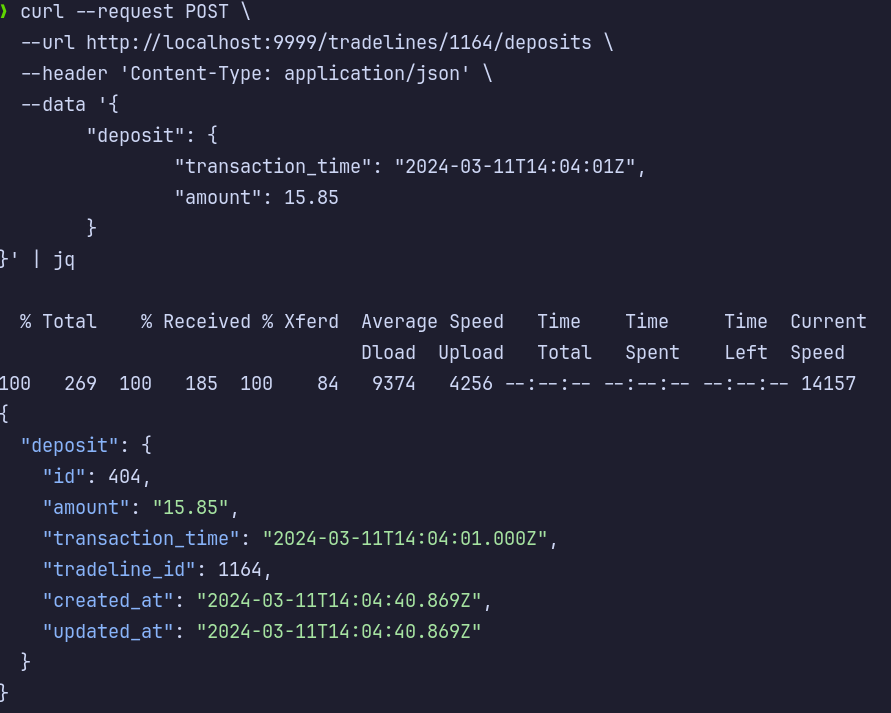 ❯ curl --request POST \
  --url http://localhost:9999/tradelines/1164/deposits \
  --header 'Content-Type: application/json' \
  --data '{
        "deposit": {
                "transaction_time": "2024-03-11T14:04:01Z",
                "amount": 15.85
        }
}' | jq
  % Total    % Received % Xferd  Average Speed   Time    Time     Time  Current
                                 Dload  Upload   Total   Spent    Left  Speed
100   269  100   185  100    84   9374   4256 --:--:-- --:--:-- --:--:-- 14157
{
  "deposit": {
    "id": 404,
    "amount": "15.85",
    "transaction_time": "2024-03-11T14:04:01.000Z",
    "tradeline_id": 1164,
    "created_at": "2024-03-11T14:04:40.869Z",
    "updated_at": "2024-03-11T14:04:40.869Z"
  }
}